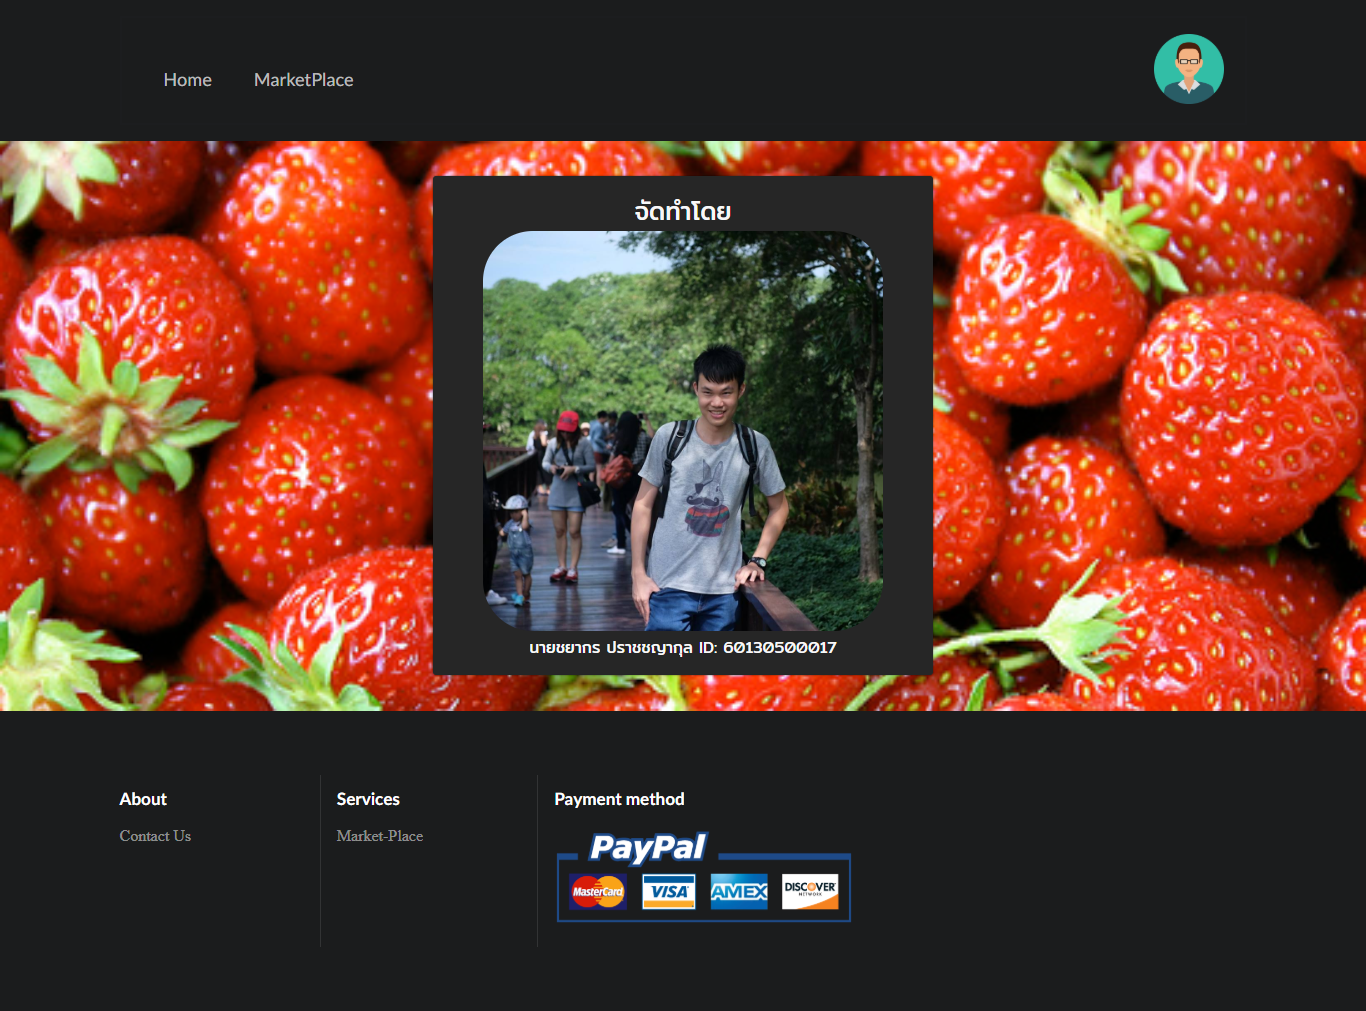 Home MarketPlace
จัดทำโดย
นายชยากร ปราชชญากุล ID: 60130500017
About Services Payment method
Contact Us Market-Place
PayPal
MasterCard VISA AMEX DISCOVER
NETWORK